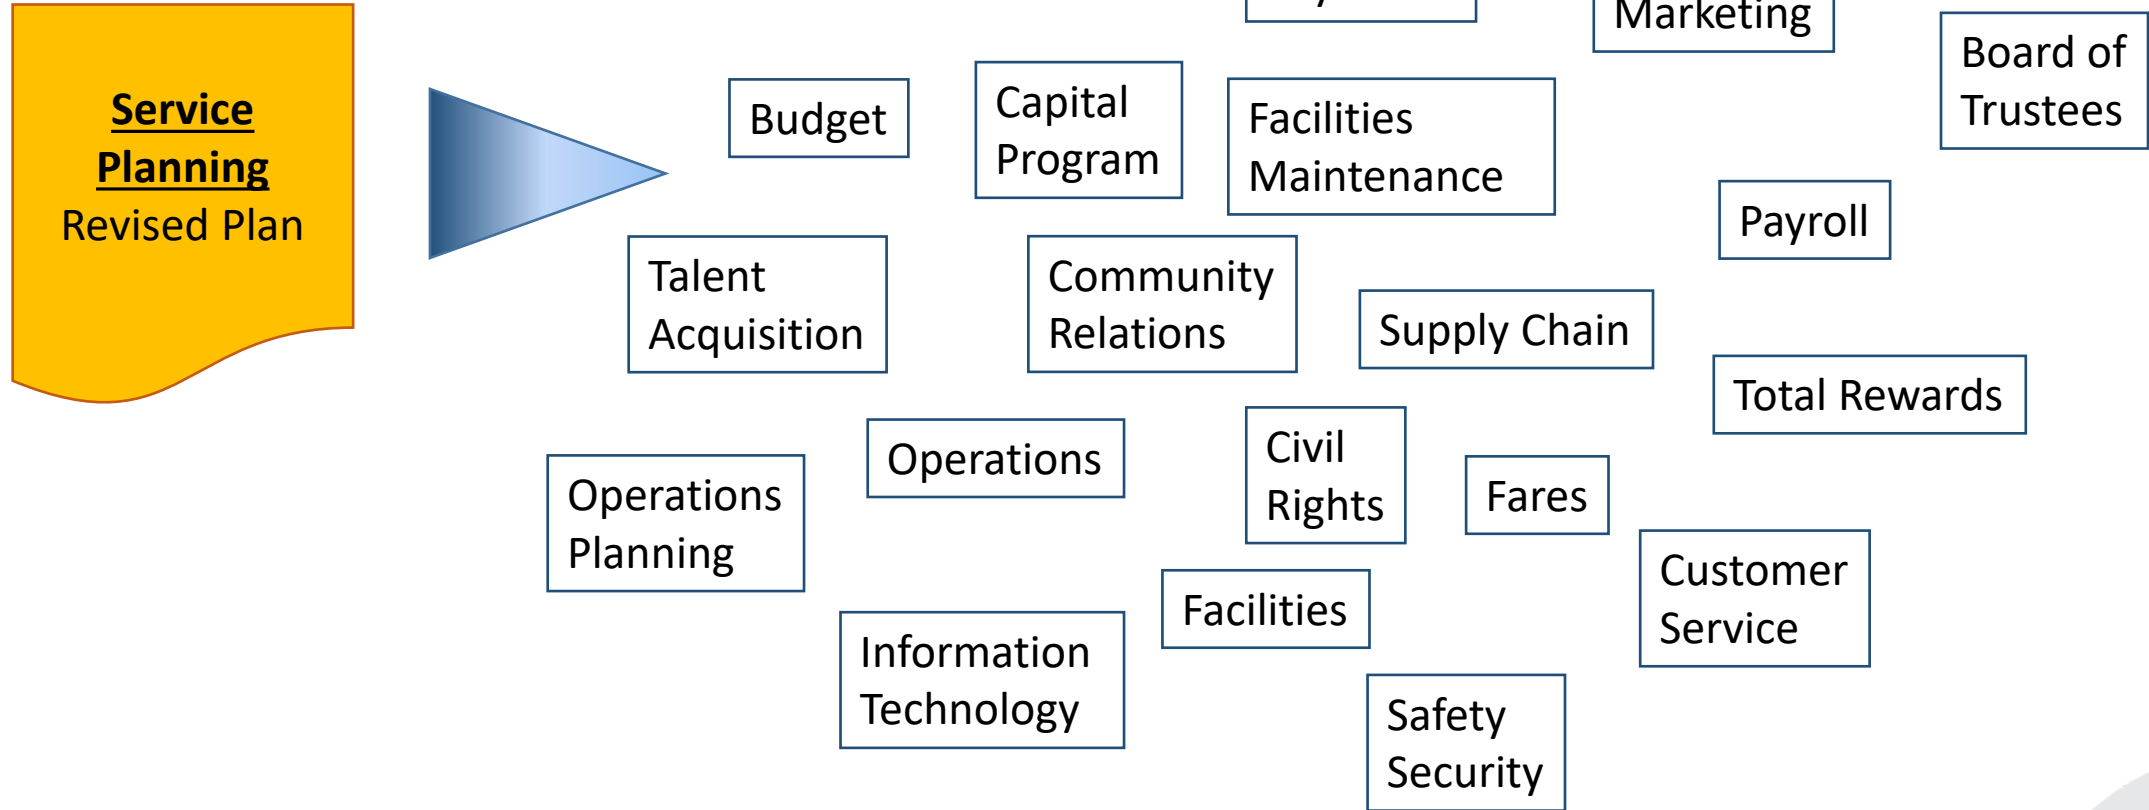 Service
Planning
Revised Plan
Marketing
Board of
Trustees
Budget
Capital
Program
Facilities
Maintenance
Payroll
Talent
Acquisition
Community
Relations
Supply Chain
Total Rewards
Operations
Civil
Rights
Fares
Operations
Planning
Customer
Service
Facilities
Information
Technology
Safety
Security